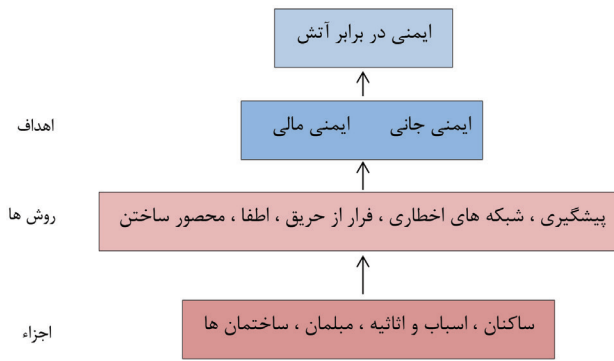 ایمنی در برابر آتش
اهداف
ایمنی جانی ایمنی مالی
روش ها
پیشگیری ، شبکه های اخطاری ، فرار از حریق ، اطفا ، محصور ساختن
اجزاء
ساکنان ، اسباب و اثاثیه ، مبلمان ، ساختمان ها